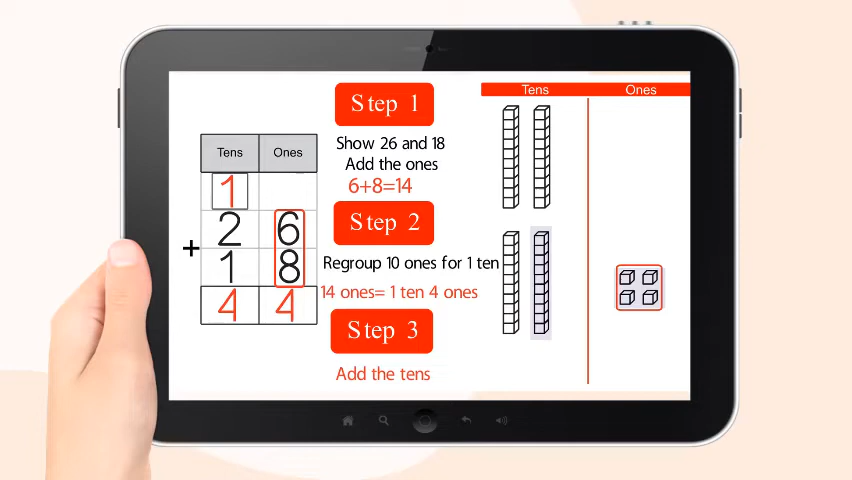 Step 1
Show 26 and 18
Add the ones
6+8=14
Step 2
Regroup 10 ones for 1 ten
14 ones= 1 ten 4 ones
Step 3
Add the tens
Tens Ones
1
2 6
+ 1 8
4 4
Tens Ones